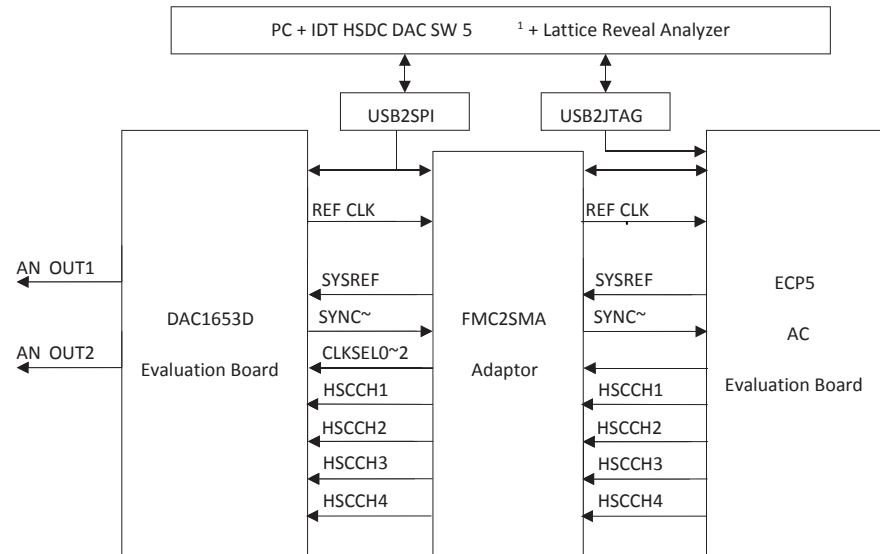 PC + IDT HSDC DAC SW 5 1 + Lattice Reveal Analyzer
USB2SPI
USB2JTAG
REF CLK
REF CLK
AN OUT1
SYSREF
SYSREF
ECP5
DAC1653D
SYNC~
FMC2SMA
SYNC~
AC
AN OUT2
CLKSEL0~2
Evaluation Board
Adaptor
Evaluation Board
HSCCH1
HSCCH1
HSCCH2
HSCCH2
HSCCH3
HSCCH3
HSCCH4
HSCCH4